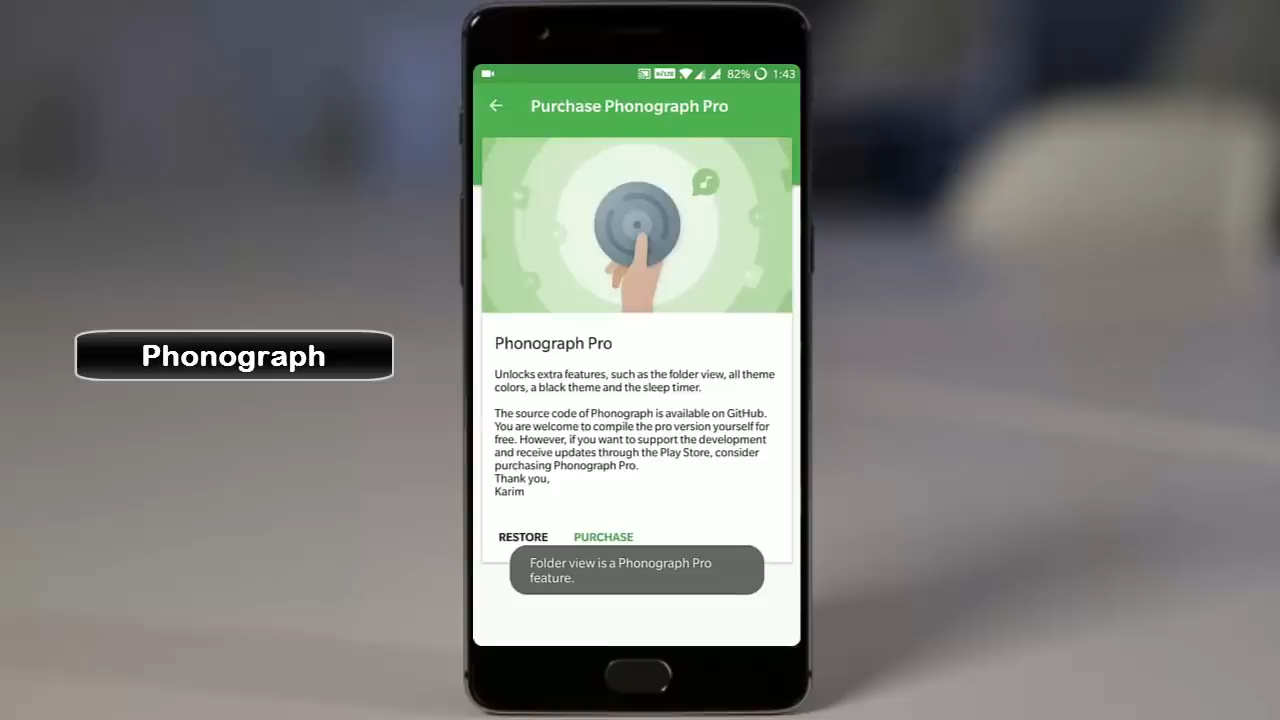 82% 1:43
Purchase Phonograph Pro
Phonograph Pro
Unlocks extra features, such as the folder view, all theme
colors, a black theme and the sleep timer.
The source code of Phonograph is available on GitHub.
You are welcome to compile the pro version yourself for
free. However, if you want to support the development
and receive updates through the Play Store, consider
purchasing Phonograph Pro.
Thank you,
Karim
RESTORE PURCHASE
Folder view is a Phonograph Pro
feature.
Phonograph